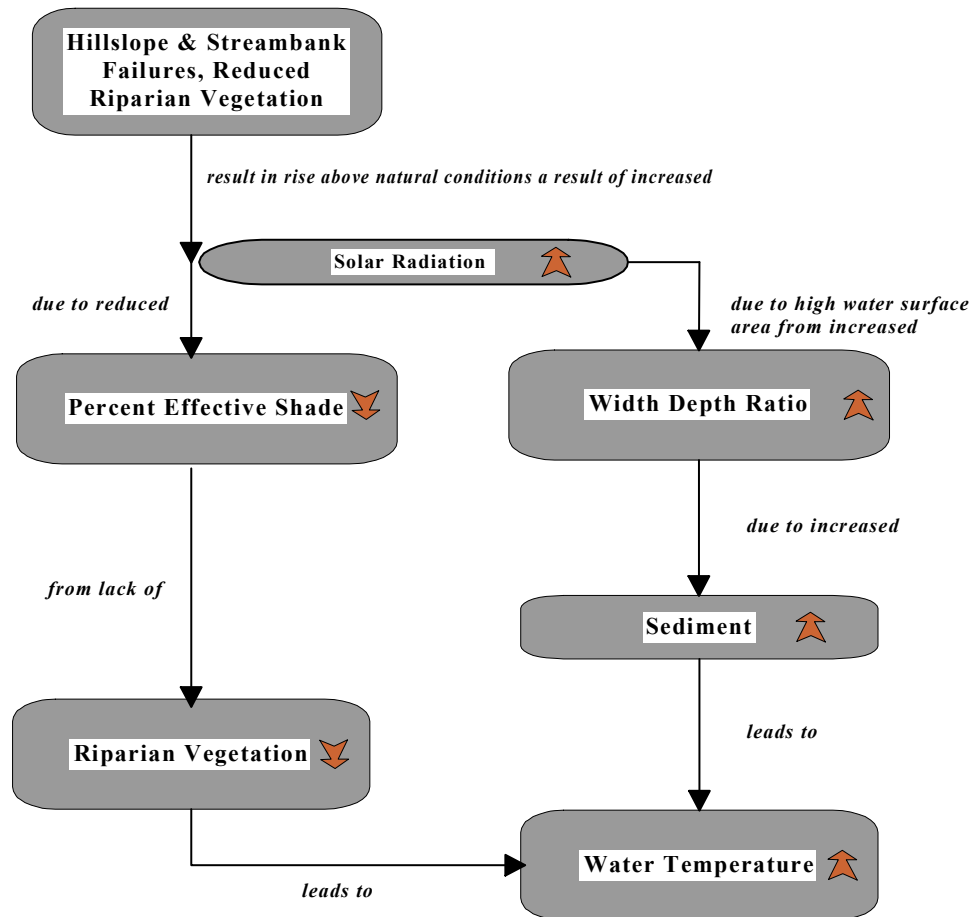 Hillslope & Streambank
Failures, Reduced
Riparian Vegetation
result in rise above natural conditions a result of increased
Solar Radiation
due to reduced
due to high water surface
area from increased
Percent Effective Shade
Width Depth Ratio
due to increased
from lack of
Sediment
leads to
Riparian Vegetation
Water Temperature
leads to